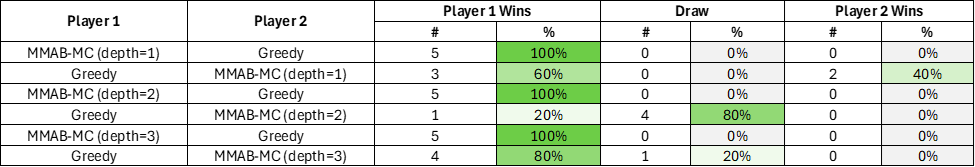 Player 1 Player 2 Player 1 Wins Draw Player 2 Wins
# % # % # %
MMAB-MC (depth=1) Greedy 5 100% 0 0% 0 0%
Greedy MMAB-MC (depth=1) 3 60% 0 0% 2 40%
MMAB-MC (depth=2) Greedy 5 100% 0 0% 0 0%
Greedy MMAB-MC (depth=2) 1 20% 4 80% 0 0%
MMAB-MC (depth=3) Greedy 5 100% 0 0% 0 0%
Greedy MMAB-MC (depth=3) 4 80% 1 20% 0 0%